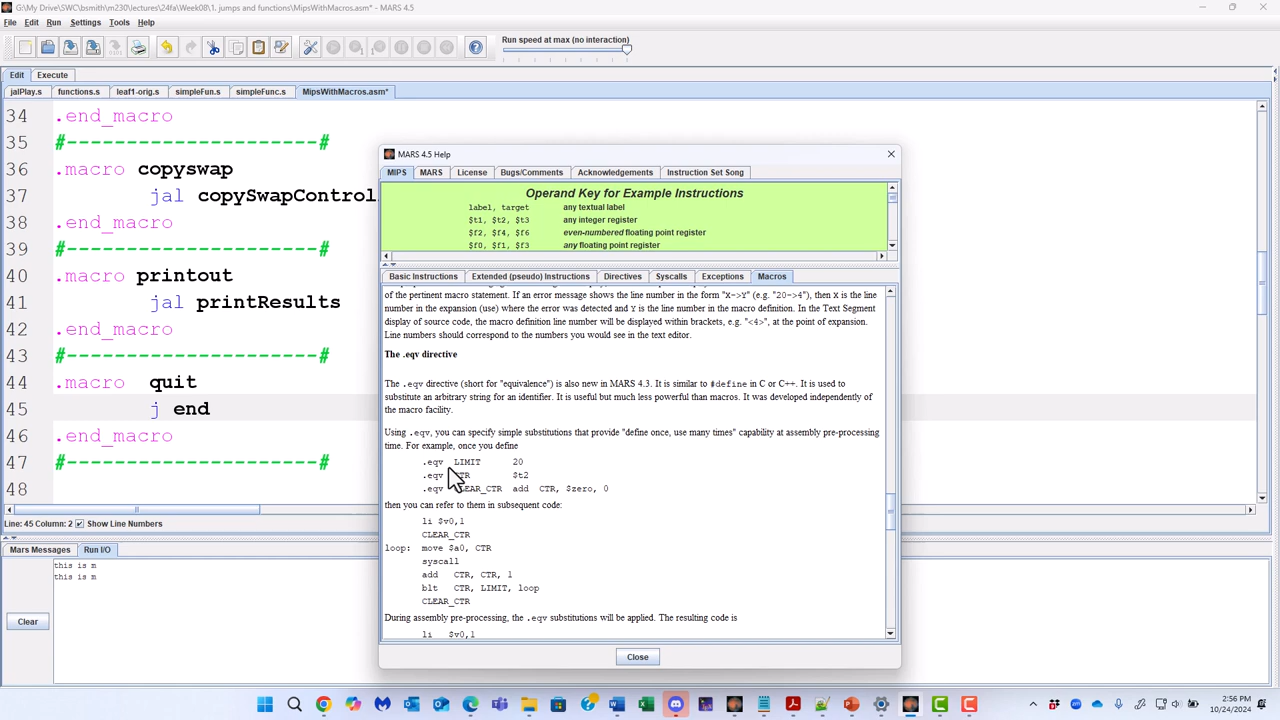 G:\My Drive\SWC\bsmith\m230\lectures\24fa\Week08\1. jumps and functions\MipsWithMacros.asm* - MARS 4.5
File Edit Run Settings Tools Help
Run speed at max (no interaction)
Edit Execute
jalPlay.s functions.s leaf1-orig.s simpleFun.s simpleFunc.s MipsWithMacros.asm*
34 .end_macro
35 #---------------------#
36 .macro copyswap
37 jal copySwapControl
38 .end_macro
39 #---------------------#
40 .macro printout
41 jal printResults
42 .end_macro
43 #---------------------#
44 .macro quit
45 j end
46 .end_macro
47 #---------------------#
48
Line: 45 Column: 2 Show Line Numbers
Mars Messages Run I/O
this is m
this is m
Clear
MARS 4.5 Help
MIPS MARS License Bugs/Comments Acknowledgements Instruction Set Song
Operand Key for Example Instructions
label, target any textual label
$t1, $t2, $t3 any integer register
$f2, $f4, $f6 even-numbered floating point register
$f0, $f1, $f3 any floating point register
Basic Instructions Extended (pseudo) Instructions Directives Syscalls Exceptions Macros
of the pertinent macro statement. If an error message shows the line number in the form "x->y" (e.g. "20->4"), then x is the line
number in the expansion (use) where the error was detected and y is the line number in the macro definition. In the Text Segment
display of source code, the macro definition line number will be displayed within brackets, e.g. "<4>", at the point of expansion.
Line numbers should correspond to the numbers you would see in the text editor.
The .eqv directive
The .eqv directive (short for "equivalence") is also new in MARS 4.3. It is similar to #define in C or C++. It is used to
substitute an arbitrary string for an identifier. It is useful but much less powerful than macros. It was developed independently of
the macro facility.
Using .eqv, you can specify simple substitutions that provide "define once, use many times" capability at assembly pre-processing
time. For example, once you define
.eqv LIMIT 20
.eqv CTR $t2
.eqv CLEAR_CTR add CTR, $zero, 0
then you can refer to them in subsequent code:
li $v0,1
CLEAR_CTR
loop: move $a0, CTR
syscall
add CTR, CTR, 1
blt CTR, LIMIT, loop
CLEAR_CTR
During assembly pre-processing, the .eqv substitutions will be applied. The resulting code is
li $v0,1
Close
2:56 PM
10/24/2024